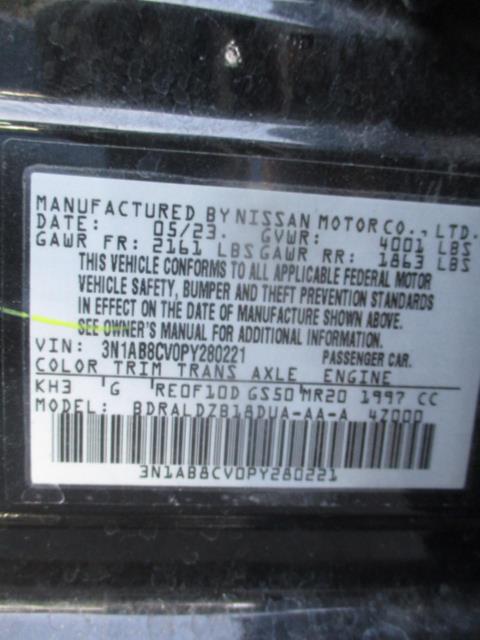 MANUFACTURED BY NISSAN MOTOR CO., LTD.
DATE: 05/23. GVWR: 4001 LBS
GAWR FR: 2161 LBS GAWR RR: 1863 LBS
THIS VEHICLE CONFORMS TO ALL APPLICABLE FEDERAL MOTOR
VEHICLE SAFETY, BUMPER AND THEFT PREVENTION STANDARDS
IN EFFECT ON THE DATE OF MANUFACTURE SHOWN ABOVE.
SEE OWNER'S MANUAL FOR ADDITIONAL INFORMATION.
VIN: 3N1AB8CV0PY280221 PASSENGER CAR.
COLOR TRIM TRANS AXLE ENGINE
KH3 G RE0F10D GS50 MR20 1997 CC
MODEL: BDRALDZB18DUA-AA-A 4Z000
3N1AB8CV0PY280221